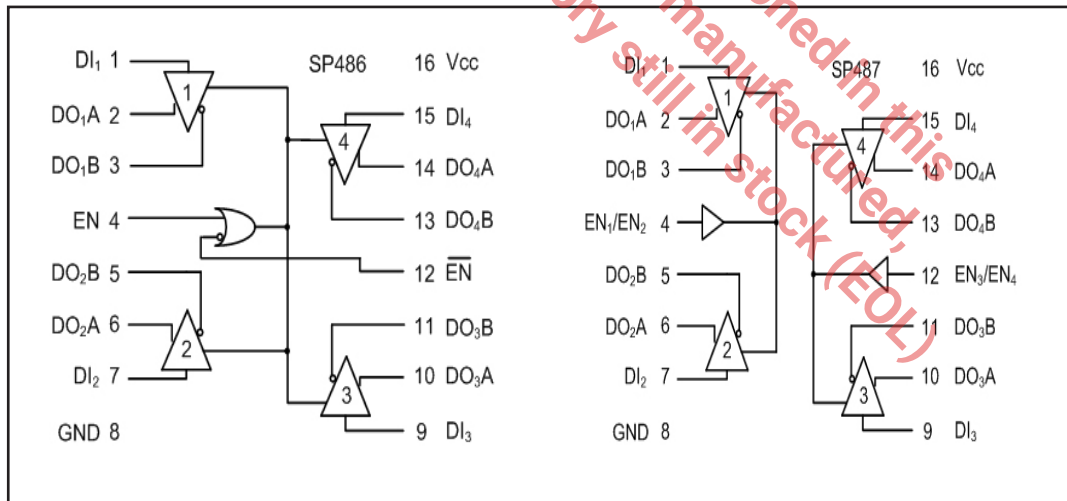 SP486
DI₁ 1
DO₁A 2
DO₁B 3
EN 4
DO₂B 5
DO₂A 6
DI₂ 7
GND 8
1
2
4
3
16 Vcc
15 DI₄
14 DO₄A
13 DO₄B
12 E̅N̅
11 DO₃B
10 DO₃A
9 DI₃
SP487
DI₁ 1
DO₁A 2
DO₁B 3
EN₁/EN₂ 4
DO₂B 5
DO₂A 6
DI₂ 7
GND 8
1
2
4
3
16 Vcc
15 DI₄
14 DO₄A
13 DO₄B
12 EN₃/EN₄
11 DO₃B
10 DO₃A
9 DI₃
in this
manufactured,
still in stock (EOL)